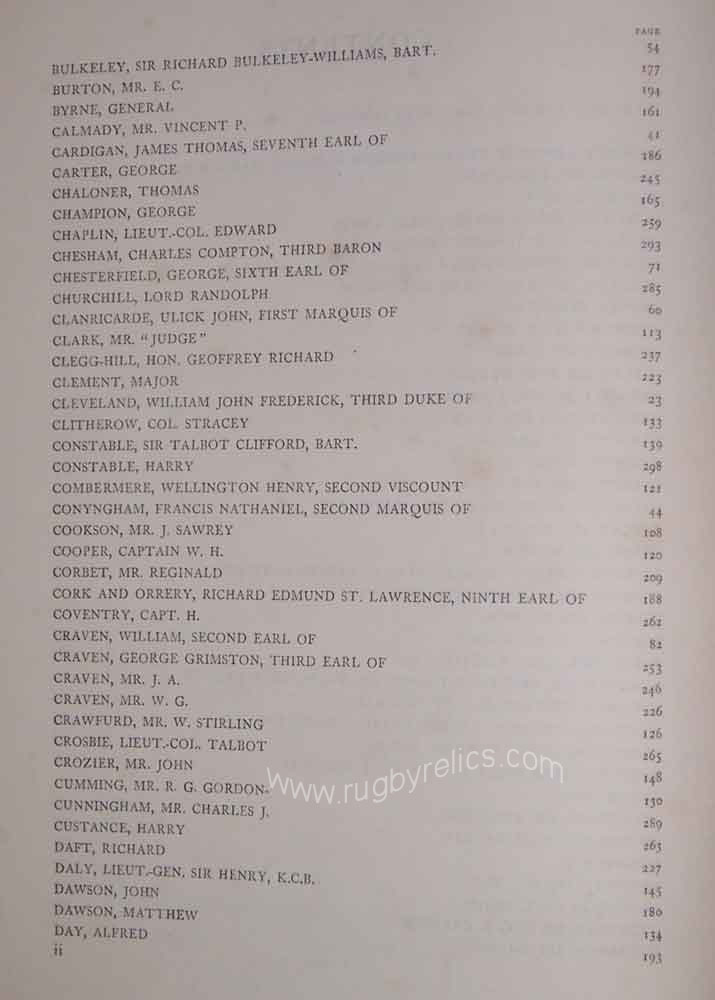 PAGE
BULKELEY, SIR RICHARD BULKELEY-WILLIAMS, BART. 54
BURTON, MR. E. C. 177
BYRNE, GENERAL 194
CALMADY, MR. VINCENT P. 161
CARDIGAN, JAMES THOMAS, SEVENTH EARL OF 41
CARTER, GEORGE 186
CHALONER, THOMAS 245
CHAMPION, GEORGE 165
CHAPLIN, LIEUT.-COL. EDWARD 259
CHESHAM, CHARLES COMPTON, THIRD BARON 293
CHESTERFIELD, GEORGE, SIXTH EARL OF 71
CHURCHILL, LORD RANDOLPH 285
CLANRICARDE, ULICK JOHN, FIRST MARQUIS OF 60
CLARK, MR. "JUDGE" 113
CLEGG-HILL, HON. GEOFFREY RICHARD 237
CLEMENT, MAJOR 223
CLEVELAND, WILLIAM JOHN FREDERICK, THIRD DUKE OF 23
CLITHEROW, COL. STRACEY 133
CONSTABLE, SIR TALBOT CLIFFORD, BART. 139
CONSTABLE, HARRY 298
COMBERMERE, WELLINGTON HENRY, SECOND VISCOUNT 121
CONYNGHAM, FRANCIS NATHANIEL, SECOND MARQUIS OF 44
COOKSON, MR. J. SAWREY 108
COOPER, CAPTAIN W. H. 120
CORBET, MR. REGINALD 209
CORK AND ORRERY, RICHARD EDMUND ST. LAWRENCE, NINTH EARL OF 188
COVENTRY, CAPT. H. 262
CRAVEN, WILLIAM, SECOND EARL OF 82
CRAVEN, GEORGE GRIMSTON, THIRD EARL OF 253
CRAVEN, MR. J. A. 246
CRAVEN, MR. W. G. 226
CRAWFURD, MR. W. STIRLING 126
CROSBIE, LIEUT.-COL. TALBOT 265
CROZIER, MR. JOHN 148
CUMMING, MR. R. G. GORDON- 130
CUNNINGHAM, MR. CHARLES J. 289
CUSTANCE, HARRY 263
DAFT, RICHARD 227
DALY, LIEUT.-GEN. SIR HENRY, K.C.B. 145
DAWSON, JOHN 180
DAWSON, MATTHEW 134
DAY, ALFRED 193
ii
www.rugbyrelics.com